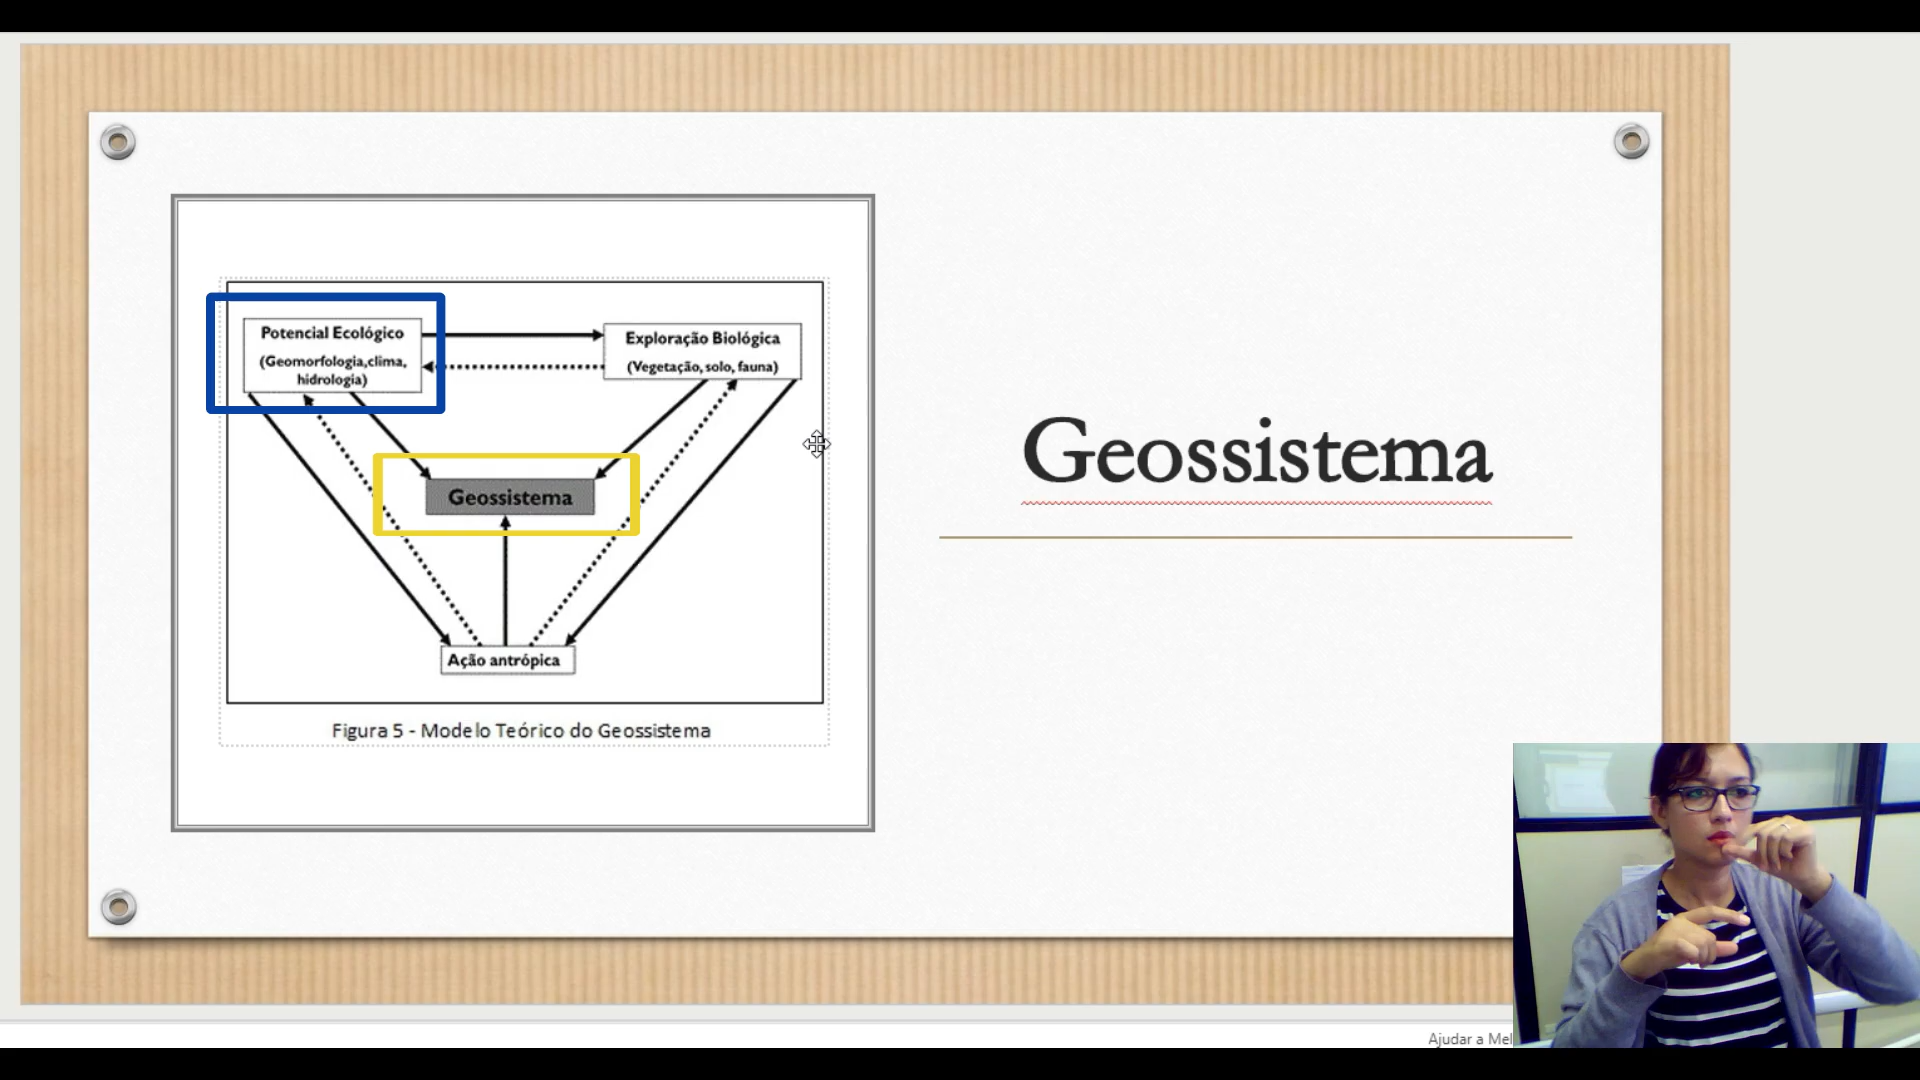 Potencial Ecológico
(Geomorfologia,clima,
hidrologia)
Exploração Biológica
(Vegetação, solo, fauna)
Geossistema
Ação antrópica
Figura 5 - Modelo Teórico do Geossistema
Geossistema
Ajudar a Mel